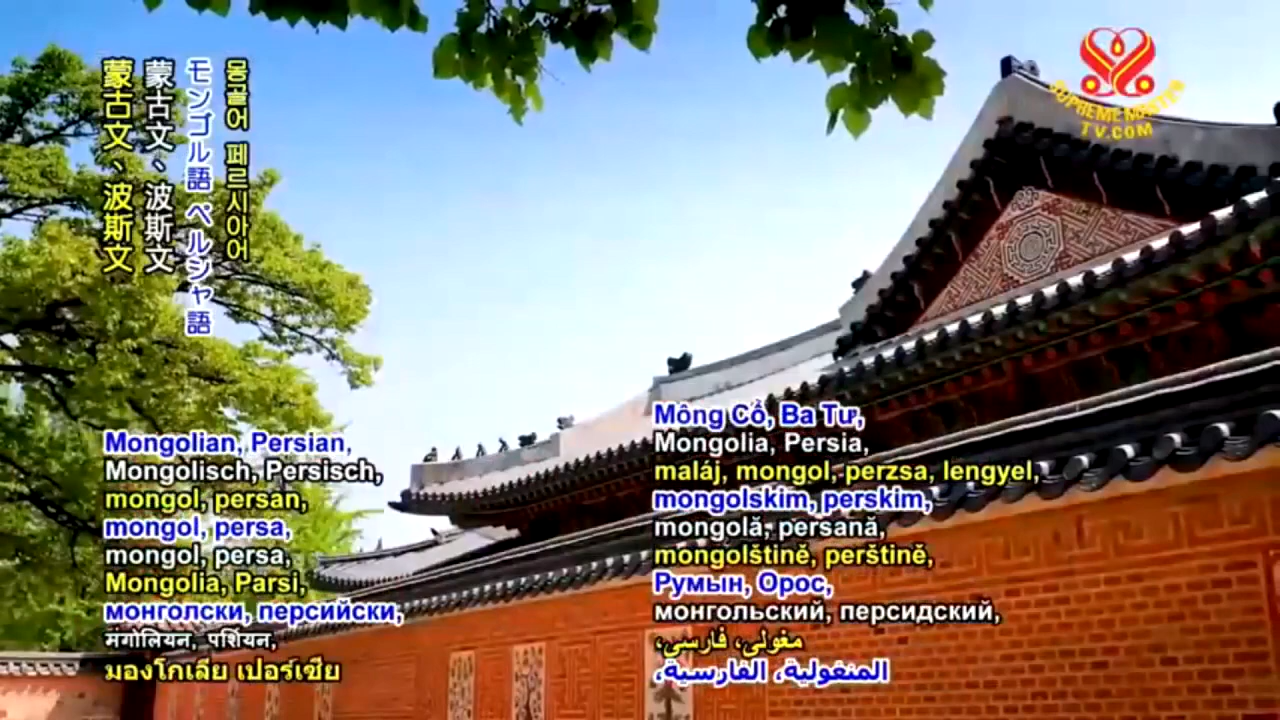 蒙古文、波斯文
蒙古文、波斯文
モンゴル語 ペルシャ語
몽골어 페르시아어
SUPREME MASTER
TV.COM
Mongolian, Persian,
Mongolisch, Persisch,
mongol, persan,
mongol, persa,
mongol, persa,
Mongolia, Parsi,
монголски, персийски,
मंगोलियन, पर्शियन,
มองโกเลีย เปอร์เซีย
Mông Cổ, Ba Tư,
Mongolia, Persia,
maláj, mongol, perzsa, lengyel,
mongolskim, perskim,
mongolă, persană,
mongolštině, perštině,
Румын, Орос,
монгольский, персидский,
مغولی، فارسی،
المنغولية، الفارسية،